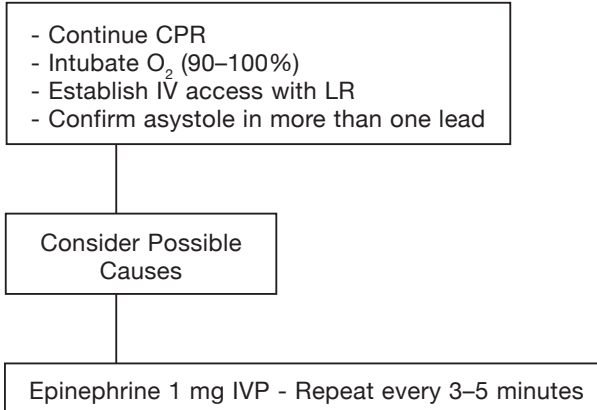 - Continue CPR
- Intubate O₂ (90–100%)
- Establish IV access with LR
- Confirm asystole in more than one lead
Consider Possible
Causes
Epinephrine 1 mg IVP - Repeat every 3–5 minutes